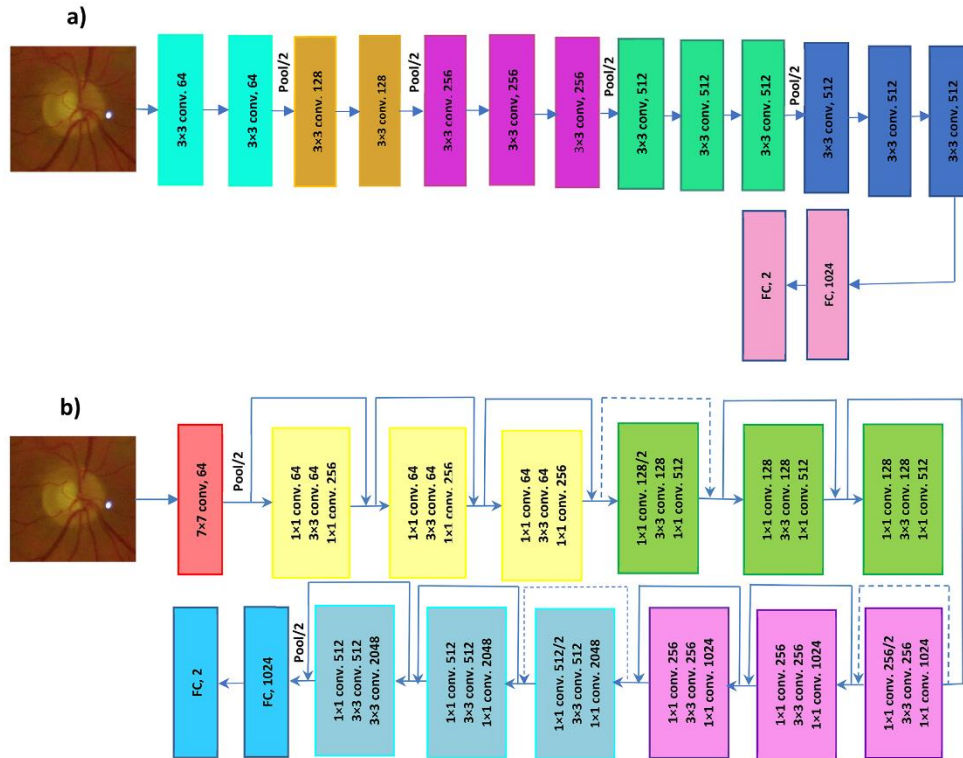 a)
3×3 conv. 64
3×3 conv, 64
Pool/2
3×3 conv. 128
3×3 conv. 128
Pool/2
3×3 conv. 256
3×3 conv, 256
3×3 conv, 256
Pool/2
3×3 conv, 512
3×3 conv, 512
3×3 conv. 512
Pool/2
3×3 conv, 512
3×3 conv. 512
3×3 conv. 512
FC, 2
FC, 1024
b)
7×7 conv, 64
Pool/2
1×1 conv. 64
3×3 conv. 64
1×1 conv. 256
1×1 conv. 64
3×3 conv. 64
1×1 conv. 256
1×1 conv. 64
3×3 conv. 64
1×1 conv. 256
1×1 conv. 128/2
3×3 conv. 128
1×1 conv. 512
1×1 conv. 128
3×3 conv. 128
1×1 conv. 512
1×1 conv. 128
3×3 conv. 128
1×1 conv. 512
FC, 2
FC, 1024
Pool/2
1×1 conv. 512
3×3 conv. 512
3×3 conv. 2048
1×1 conv. 512
3×3 conv. 512
1×1 conv. 2048
1×1 conv. 512/2
3×3 conv. 512
1×1 conv. 2048
1×1 conv. 256
3×3 conv. 256
1×1 conv. 1024
1×1 conv. 256
3×3 conv. 256
1×1 conv. 1024
1×1 conv. 256/2
3×3 conv. 256
1×1 conv. 1024